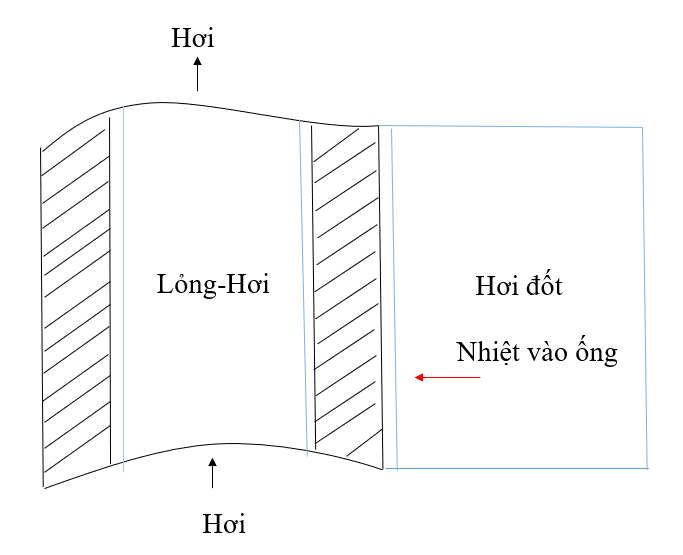 Hơi
Lỏng-Hơi
Hơi đốt
Nhiệt vào ống
Hơi